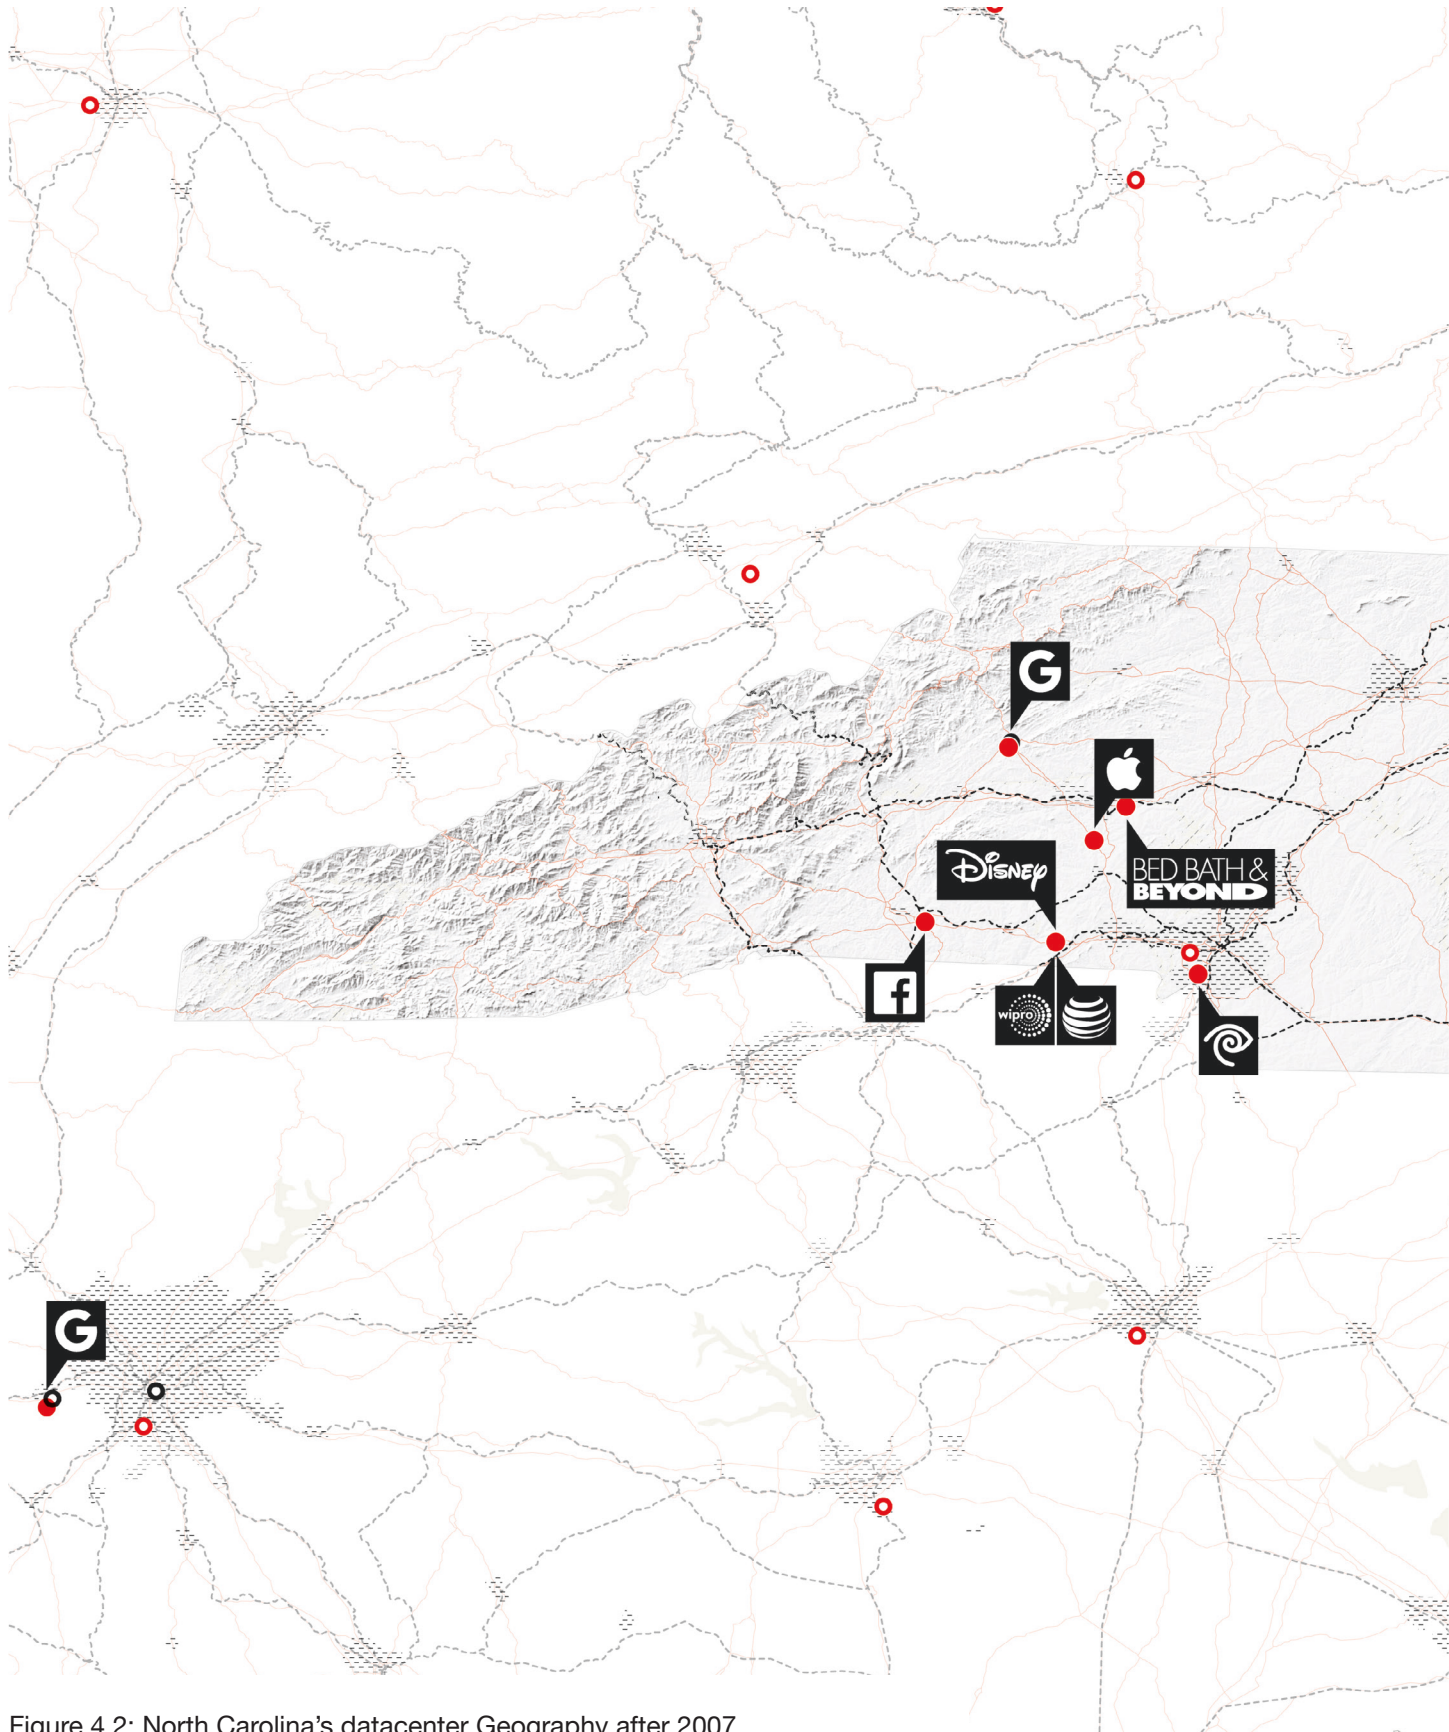 G
Disney
BED BATH &
BEYOND
f
wipro
G
Figure 4.2: North Carolina's datacenter Geography after 2007